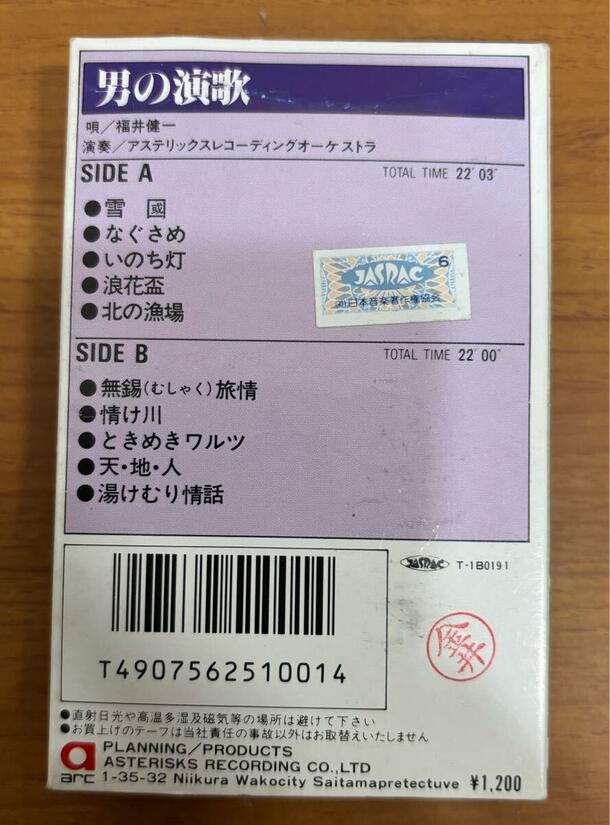 男の演歌
唄／福井健一
演奏／アステリックスレコーディングオーケストラ
SIDE A TOTAL TIME 22′03″
●雪 國
●なぐさめ
●いのち灯
●浪花盃
●北の漁場
6
JASRAC
(社)日本音楽著作権協会
SIDE B TOTAL TIME 22′00″
●無錫(むしゃく)旅情
●情け川
●ときめきワルツ
●天・地・人
●湯けむり情話
JASRAC T-1B0191
T4907562510014
●直射日光や高温多湿及磁気等の場所は避けて下さい
●お買上げのテープは当社責任の事故以外はお取替えいたしません
a PLANNING/PRODUCTS
ASTERISKS RECORDING CO.,LTD
arc 1-35-32 Niikura Wakocity Saitamapretectuve ¥1,200